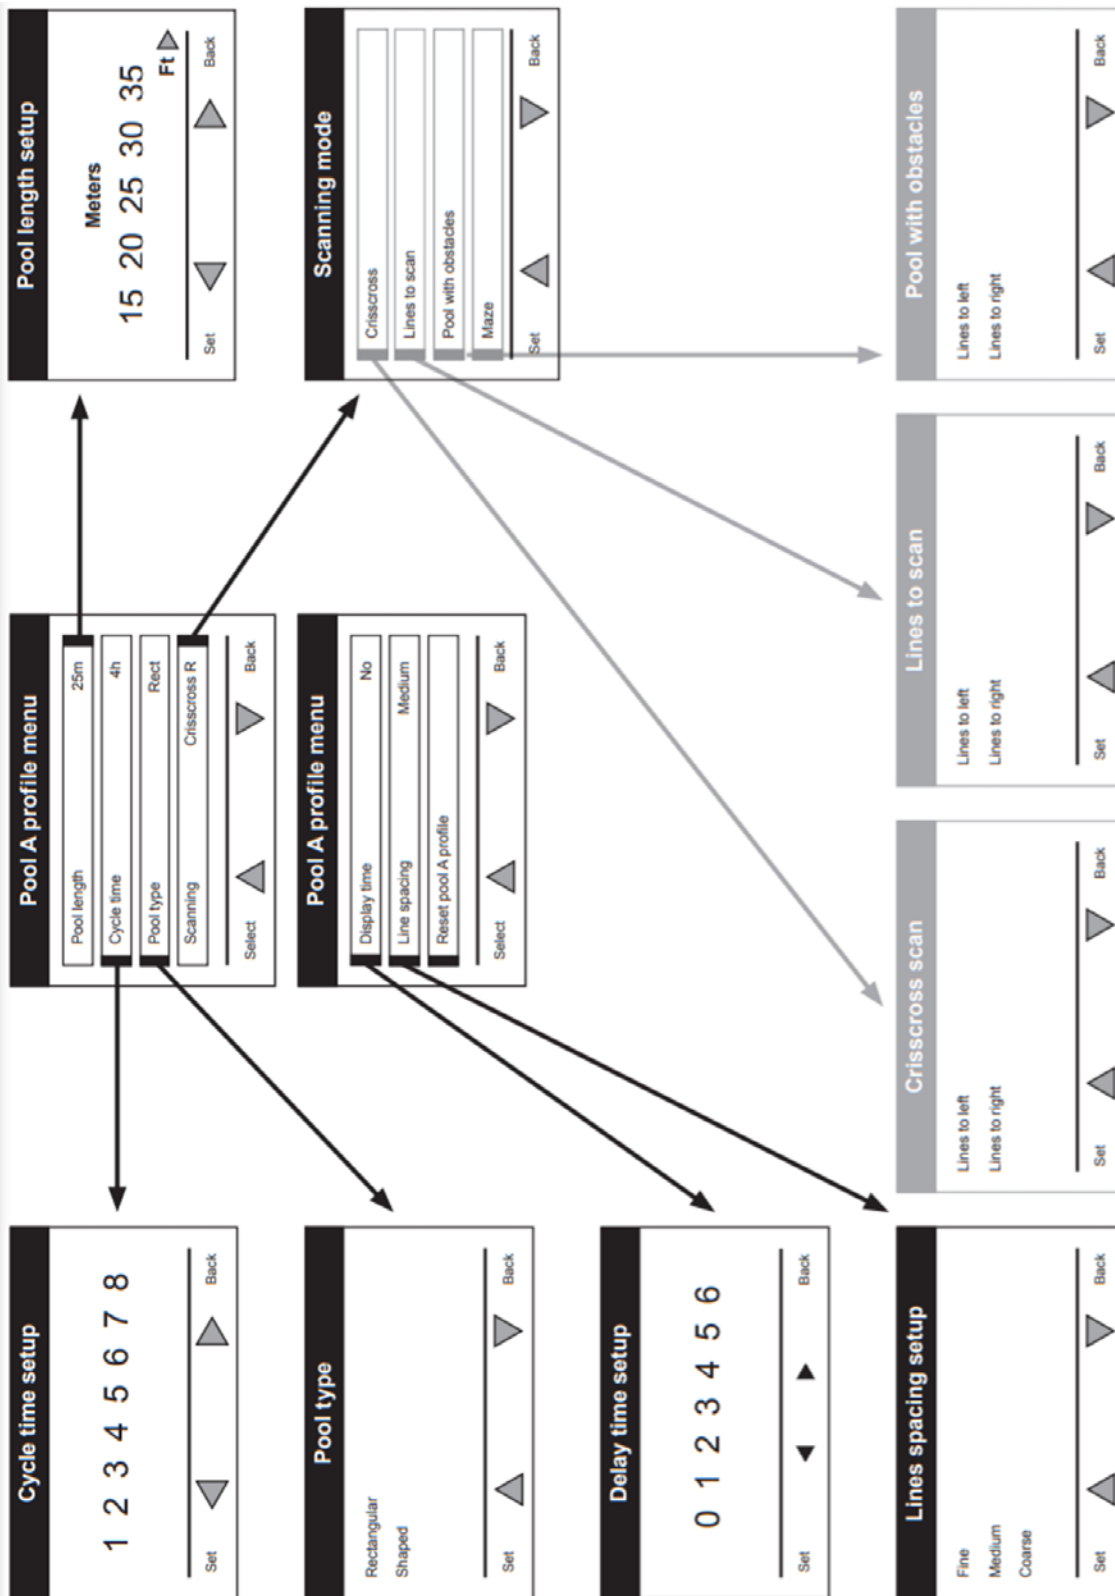 Cycle time setup
1 2 3 4 5 6 7 8
Set Back
Pool A profile menu
Pool length 25m
Cycle time 4h
Pool type Rect
Scanning Crisscross R
Select Back
Pool length setup
Meters
15 20 25 30 35
Ft
Set Back
Pool type
Rectangular
Shaped
Set Back
Pool A profile menu
Display time No
Line spacing Medium
Reset pool A profile
Select Back
Scanning mode
Crisscross
Lines to scan
Pool with obstacles
Maze
Set Back
Delay time setup
0 1 2 3 4 5 6
Set Back
Lines spacing setup
Fine
Medium
Coarse
Set Back
Crisscross scan
Lines to left
Lines to right
Set Back
Lines to scan
Lines to left
Lines to right
Set Back
Pool with obstacles
Lines to left
Lines to right
Set Back